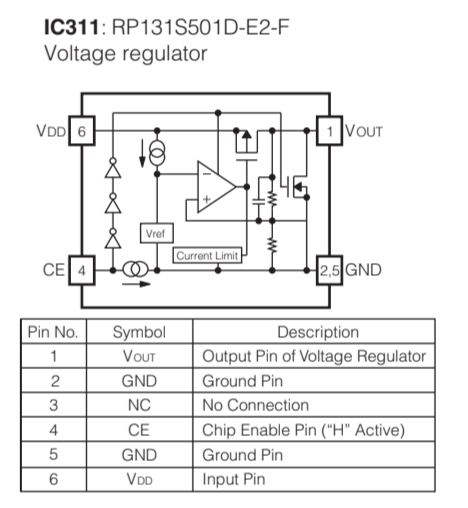 IC311: RP131S501D-E2-F
Voltage regulator
VDD 6
1 VOUT
−
+
Vref
Current Limit
CE 4
2,5 GND
Pin No. Symbol Description
1 VOUT Output Pin of Voltage Regulator
2 GND Ground Pin
3 NC No Connection
4 CE Chip Enable Pin (“H” Active)
5 GND Ground Pin
6 VDD Input Pin